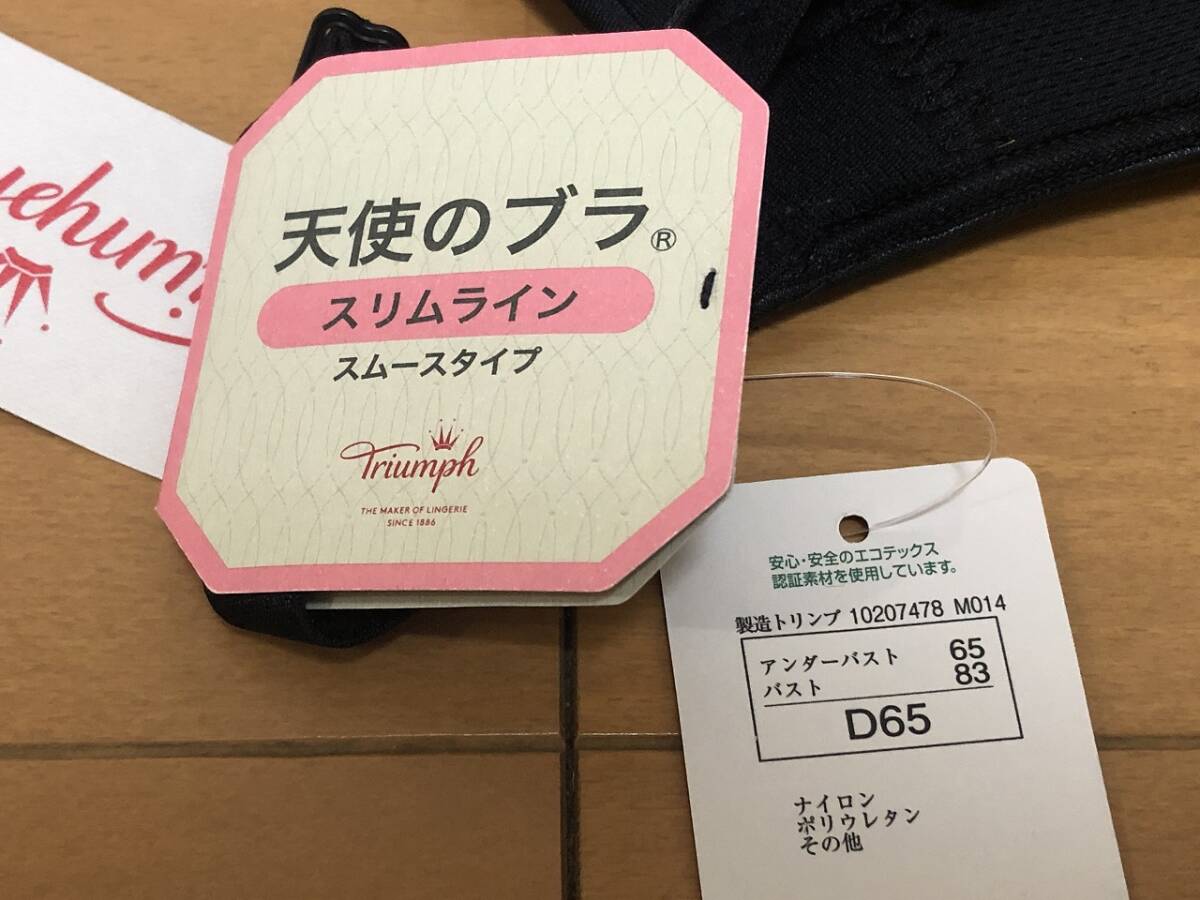 天使のブラ®
スリムライン
スムースタイプ
Triumph
THE MAKER OF LINGERIE
SINCE 1886
安心・安全のエコテックス
認証素材を使用しています。
製造トリンプ 10207478 M014
アンダーバスト 65
バスト 83
D65
ナイロン
ポリウレタン
その他